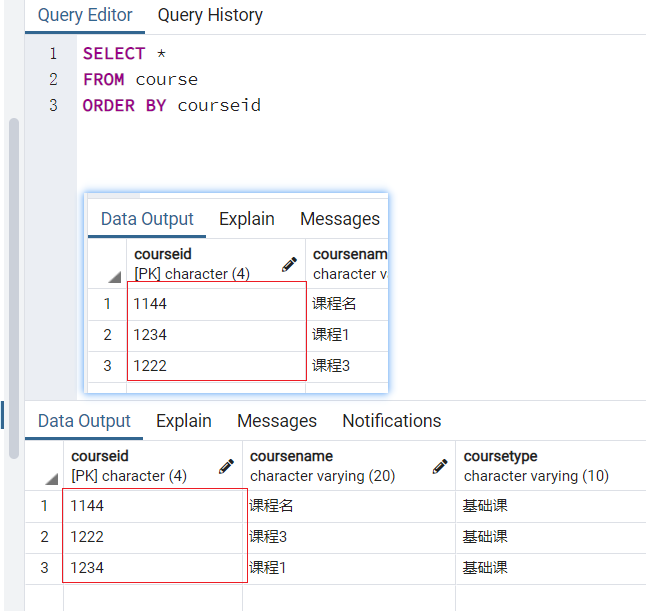 Query Editor Query History
1 SELECT *
2 FROM course
3 ORDER BY courseid
Data Output Explain Messages
courseid coursenam
[PK] character (4) character v
1 1144 课程名
2 1234 课程1
3 1222 课程3
Data Output Explain Messages Notifications
courseid coursename coursetype
[PK] character (4) character varying (20) character varying (10)
1 1144 课程名 基础课
2 1222 课程3 基础课
3 1234 课程1 基础课